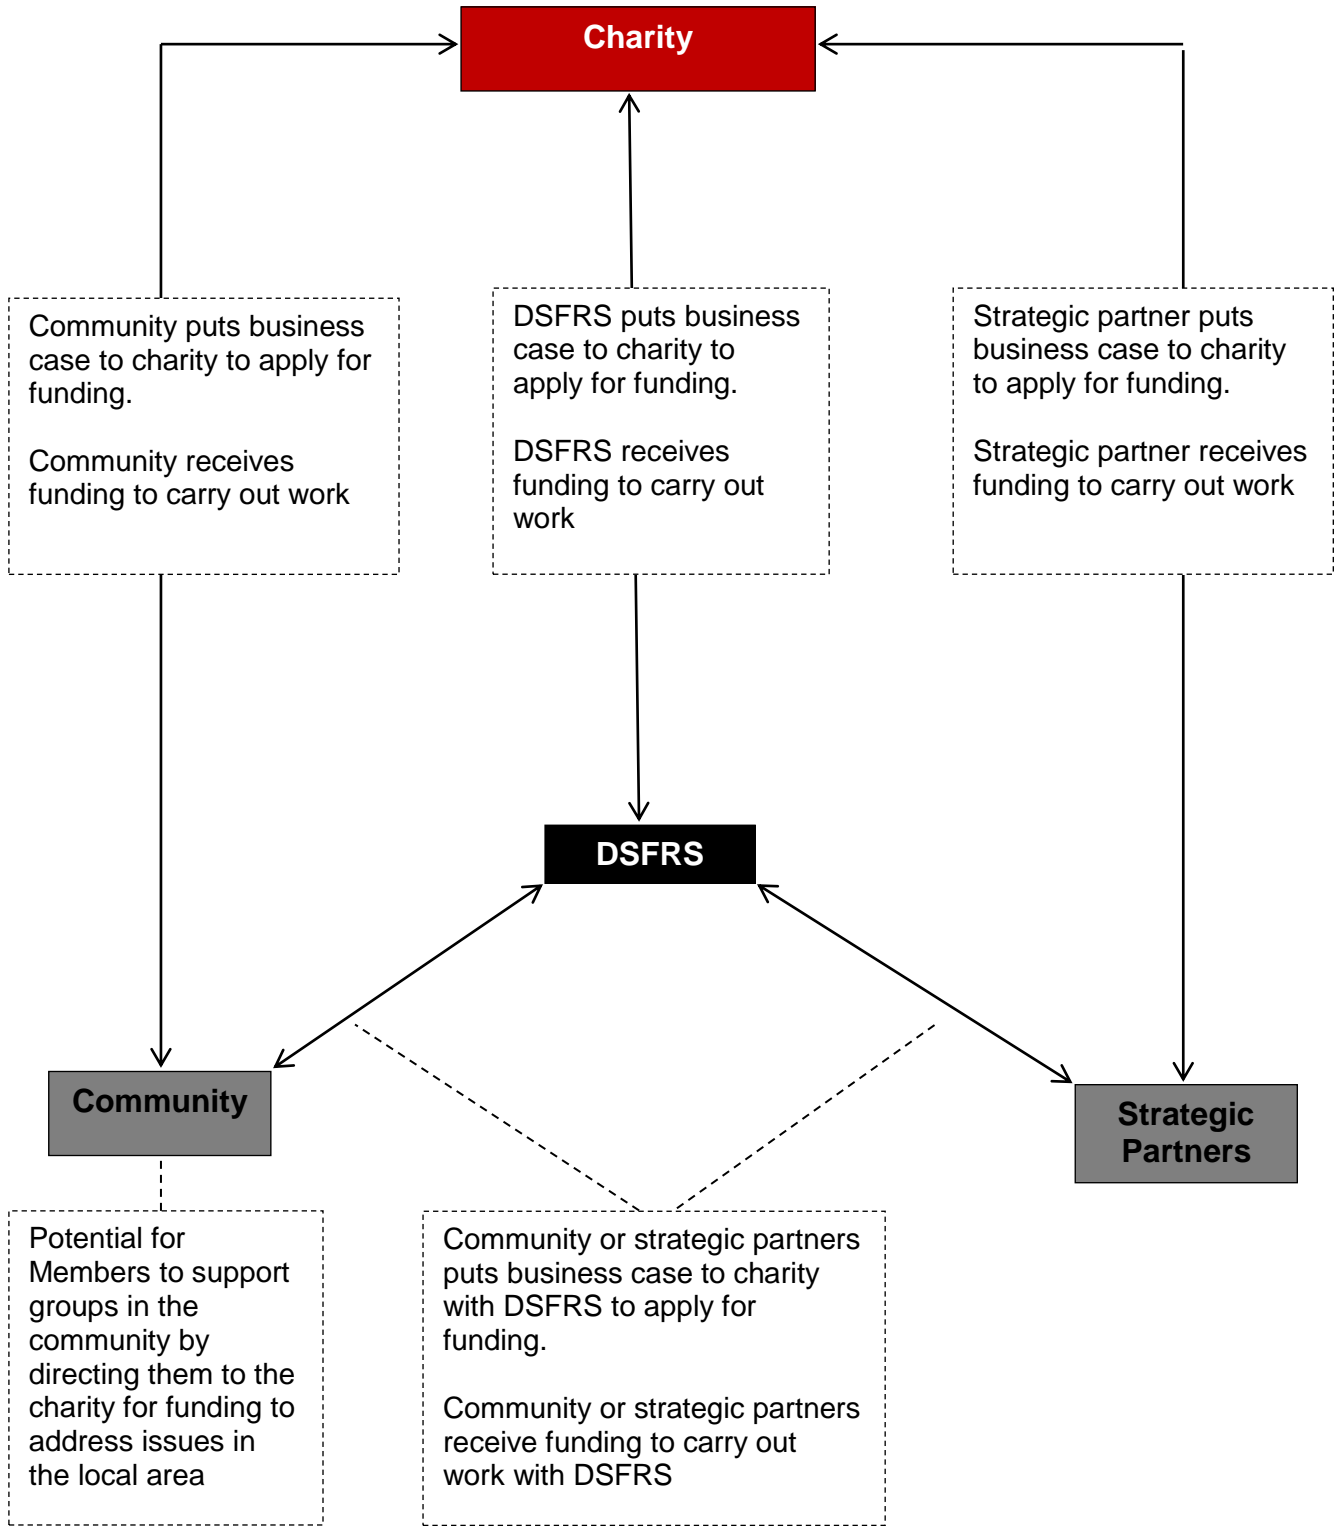 Charity
Community puts business
case to charity to apply for
funding.
Community receives
funding to carry out work
DSFRS puts business
case to charity to
apply for funding.
DSFRS receives
funding to carry out
work
Strategic partner puts
business case to charity
to apply for funding.
Strategic partner receives
funding to carry out work
DSFRS
Community
Strategic
Partners
Potential for
Members to support
groups in the
community by
directing them to the
charity for funding to
address issues in
the local area
Community or strategic partners
puts business case to charity
with DSFRS to apply for
funding.
Community or strategic partners
receive funding to carry out
work with DSFRS